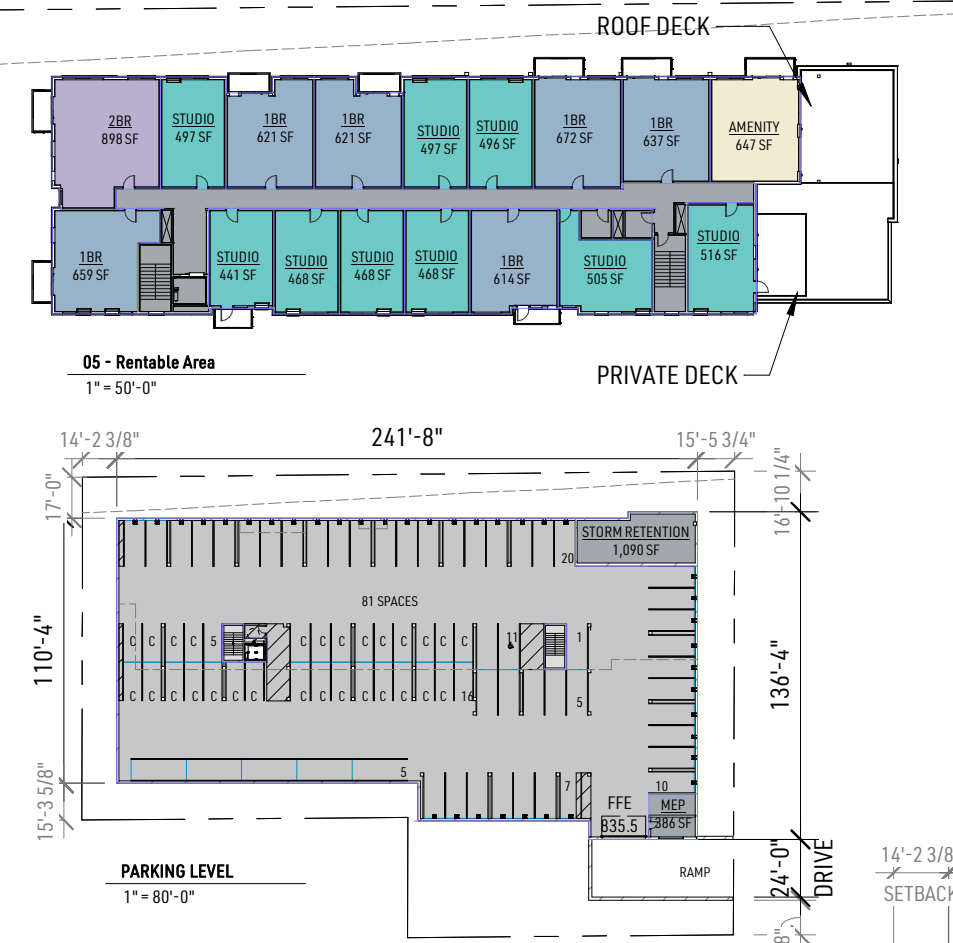 ROOF DECK
2BR
898 SF
STUDIO
497 SF
1BR
621 SF
1BR
621 SF
STUDIO
497 SF
STUDIO
496 SF
1BR
672 SF
1BR
637 SF
AMENITY
647 SF
1BR
659 SF
STUDIO
441 SF
STUDIO
468 SF
STUDIO
468 SF
STUDIO
468 SF
1BR
614 SF
STUDIO
505 SF
STUDIO
516 SF
05 - Rentable Area
1" = 50'-0"
PRIVATE DECK
14'-2 3/8"
241'-8"
15'-5 3/4"
17'-0"
16'-10 1/4"
STORM RETENTION
1,090 SF
20
81 SPACES
110'-4"
C C C C 5
C C C C C C C
11
1
136'-4"
C C C C C C C
C C C C C C C 16
5
15'-3 5/8"
5
7
10
FFE
835.5
MEP
386 SF
PARKING LEVEL
1" = 80'-0"
RAMP
24'-0"
DRIVE
14'-2 3/8
SETBACK
8"